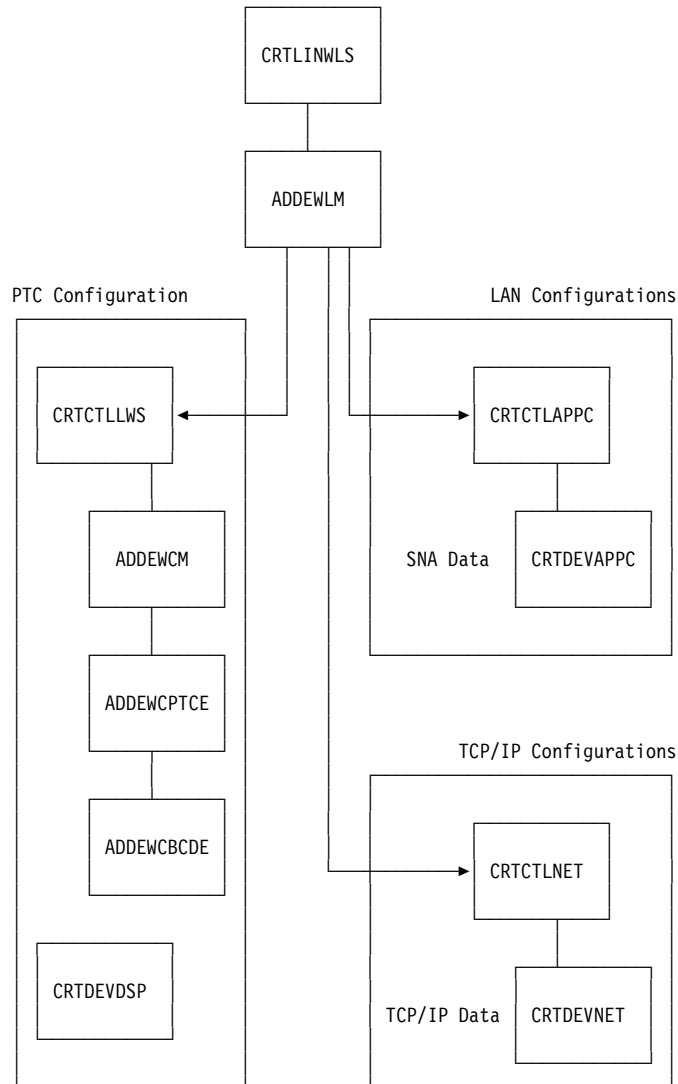 CRTLINWLS
ADDEWLM
PTC Configuration
LAN Configurations
CRTCTLLWS
CRTCTLAPPC
ADDEWCM
SNA Data
CRTDEVAPPC
ADDEWCPTCE
TCP/IP Configurations
ADDEWCBCDE
CRTCTLNET
CRTDEVDSP
TCP/IP Data
CRTDEVNET